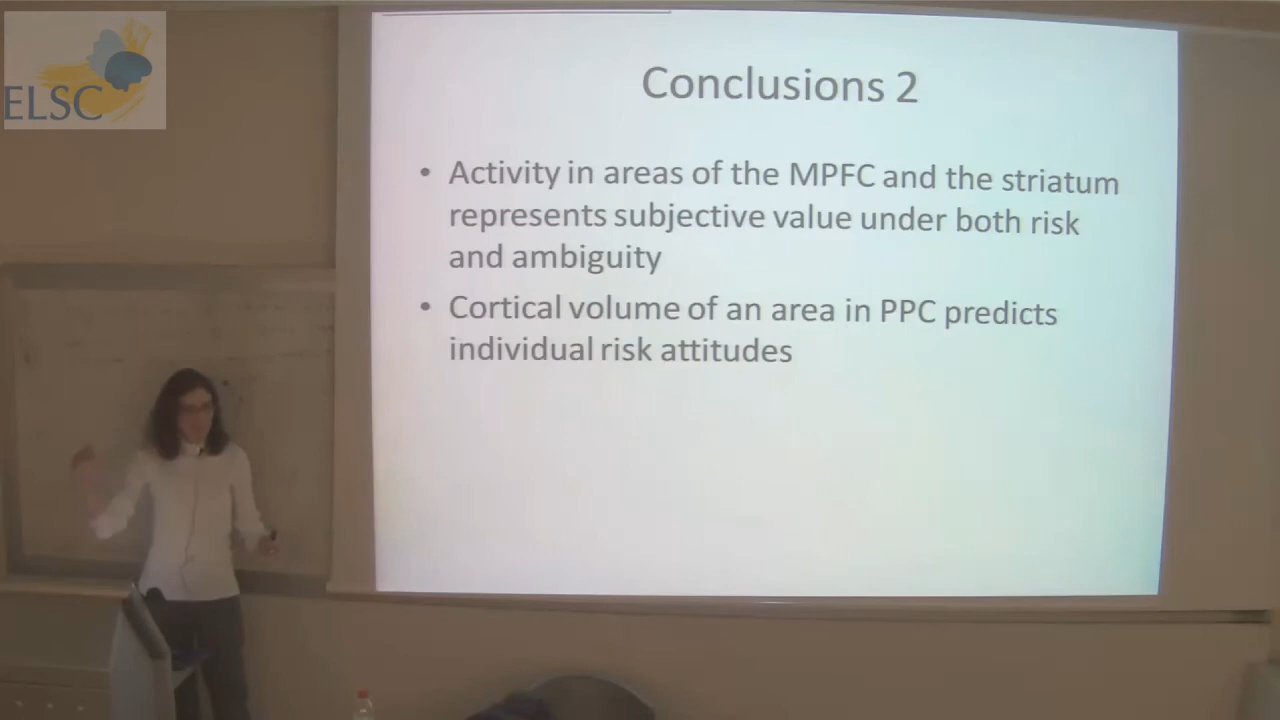 ELSC
Conclusions 2
• Activity in areas of the MPFC and the striatum
represents subjective value under both risk
and ambiguity
• Cortical volume of an area in PPC predicts
individual risk attitudes